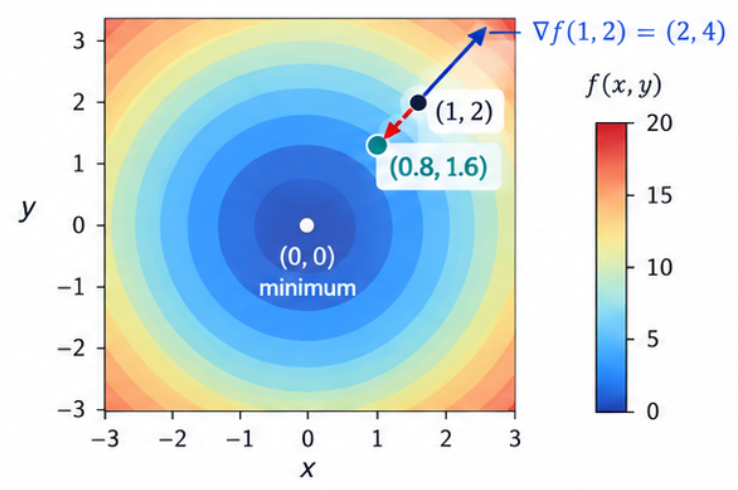 ∇f(1, 2) = (2, 4)
f(x, y)
3
2
1
0
−1
−2
−3
y
(1, 2)
(0.8, 1.6)
(0, 0)
minimum
−3 −2 −1 0 1 2 3
x
20
15
10
5
0